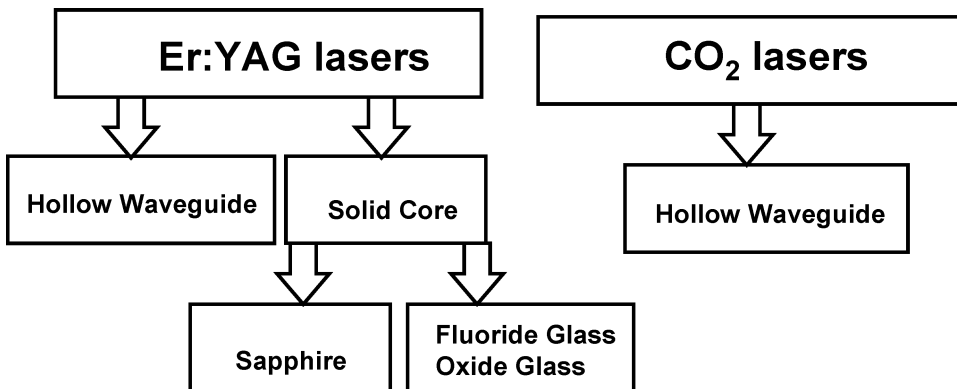 Er:YAG lasers
CO₂ lasers
Hollow Waveguide
Solid Core
Hollow Waveguide
Sapphire
Fluoride Glass
Oxide Glass